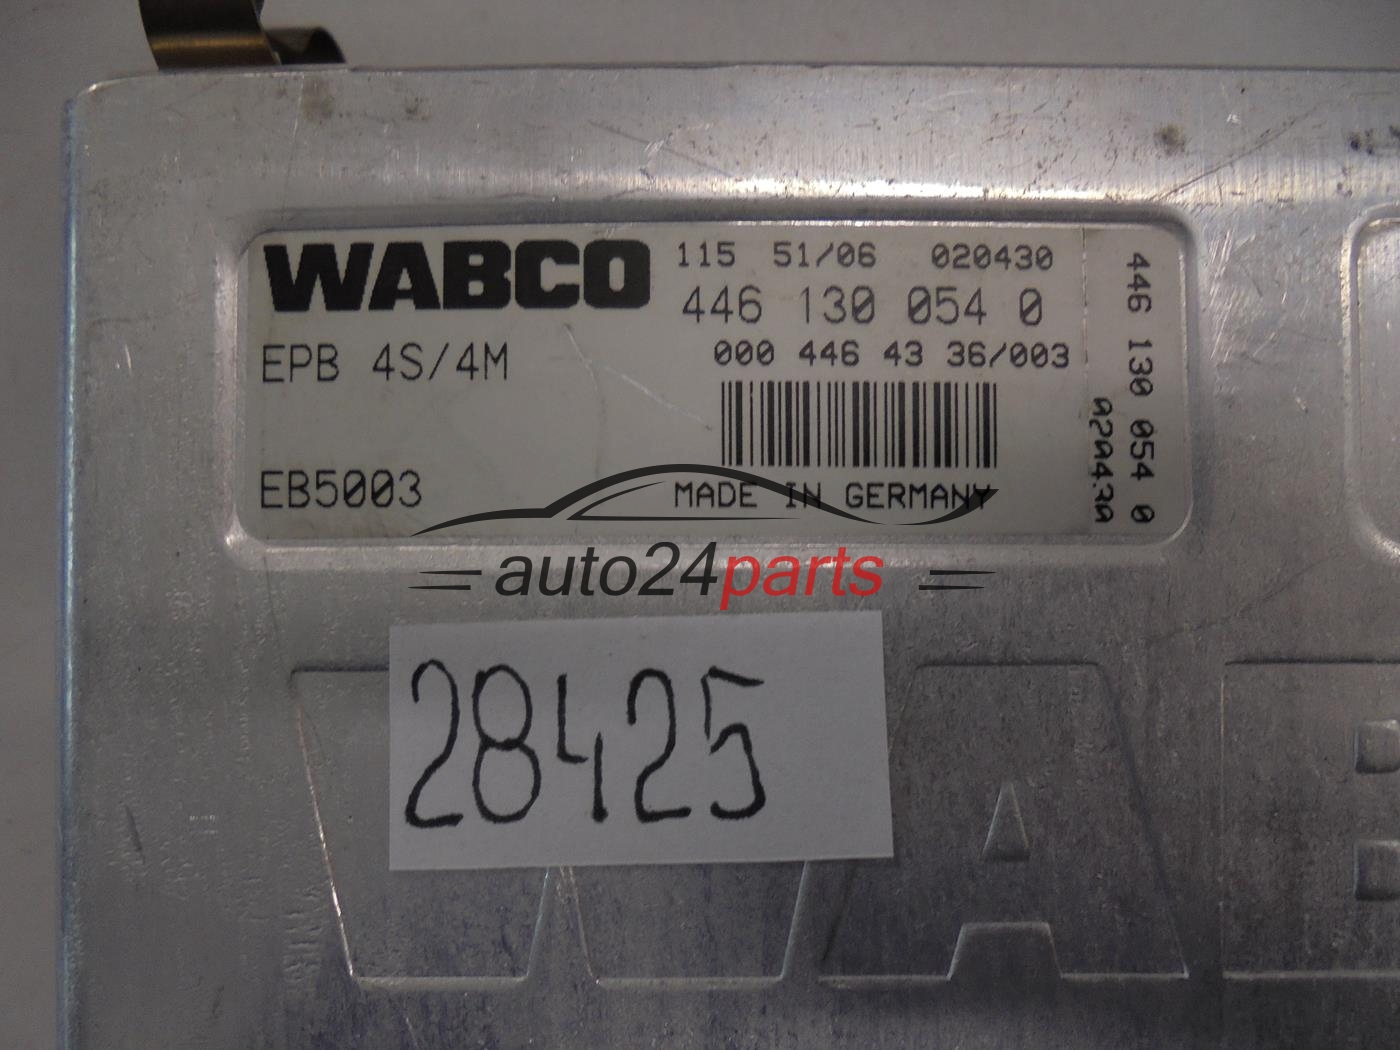 WABCO
115 51/06 020430
446 130 054 0
EPB 4S/4M
000 446 43 36/003
EB5003
MADE IN GERMANY
446 130 054 0
auto24parts
28425
WAB